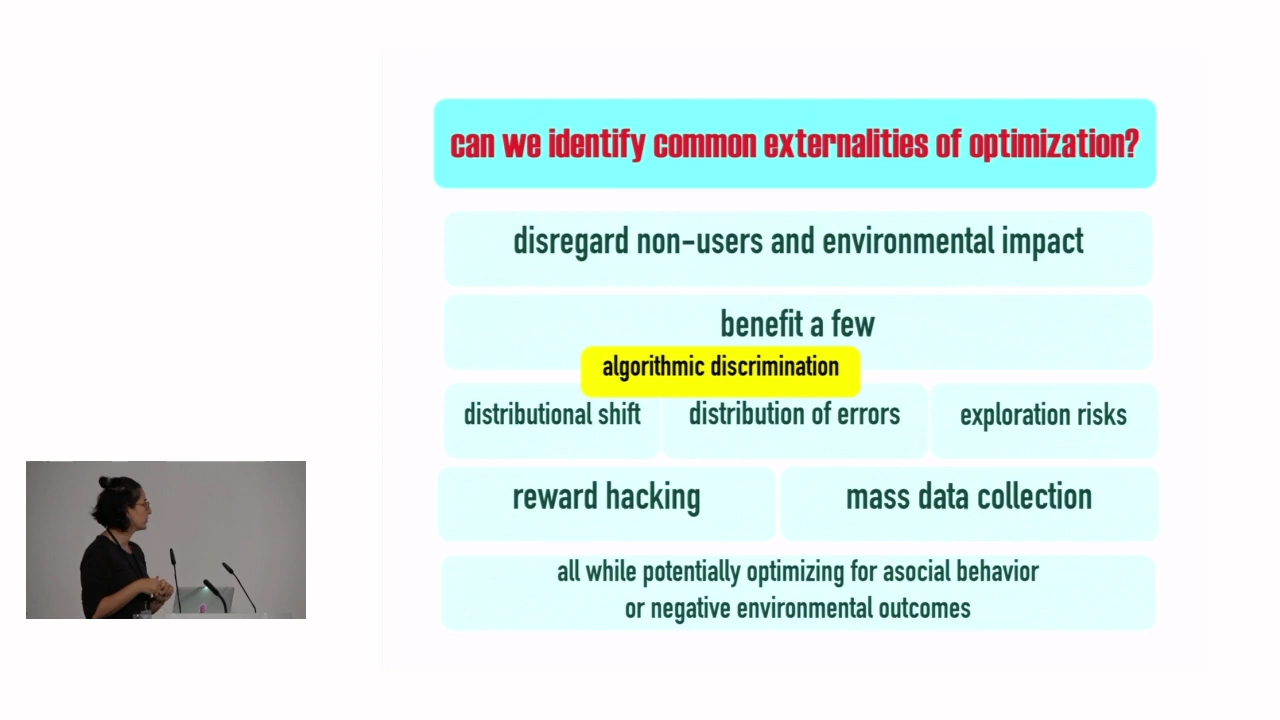 can we identify common externalities of optimization?
disregard non-users and environmental impact
benefit a few
algorithmic discrimination
distributional shift
distribution of errors
exploration risks
reward hacking
mass data collection
all while potentially optimizing for asocial behavior
or negative environmental outcomes